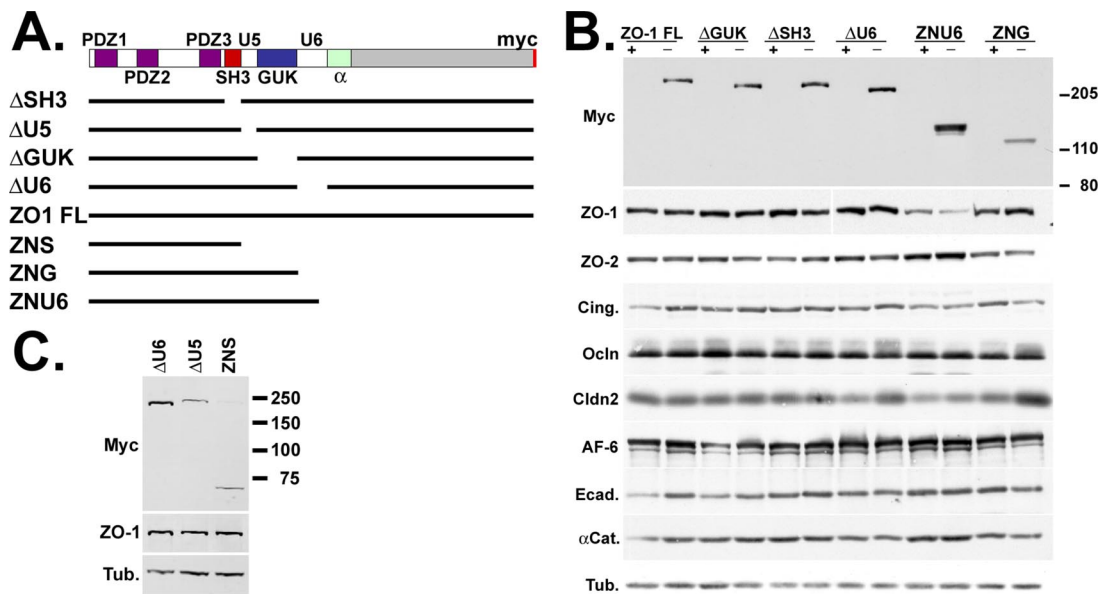 A.
PDZ1 PDZ3 U5 U6 myc
PDZ2 SH3 GUK α
ΔSH3
ΔU5
ΔGUK
ΔU6
ZO1 FL
ZNS
ZNG
ZNU6
B.
ZO-1 FL ΔGUK ΔSH3 ΔU6 ZNU6 ZNG
+ − + − + − + − + − + −
Myc
205
110
80
ZO-1
ZO-2
Cing.
Ocln
Cldn2
AF-6
Ecad.
αCat.
Tub.
C.
ΔU6 ΔU5 ZNS
Myc
250
150
100
75
ZO-1
Tub.